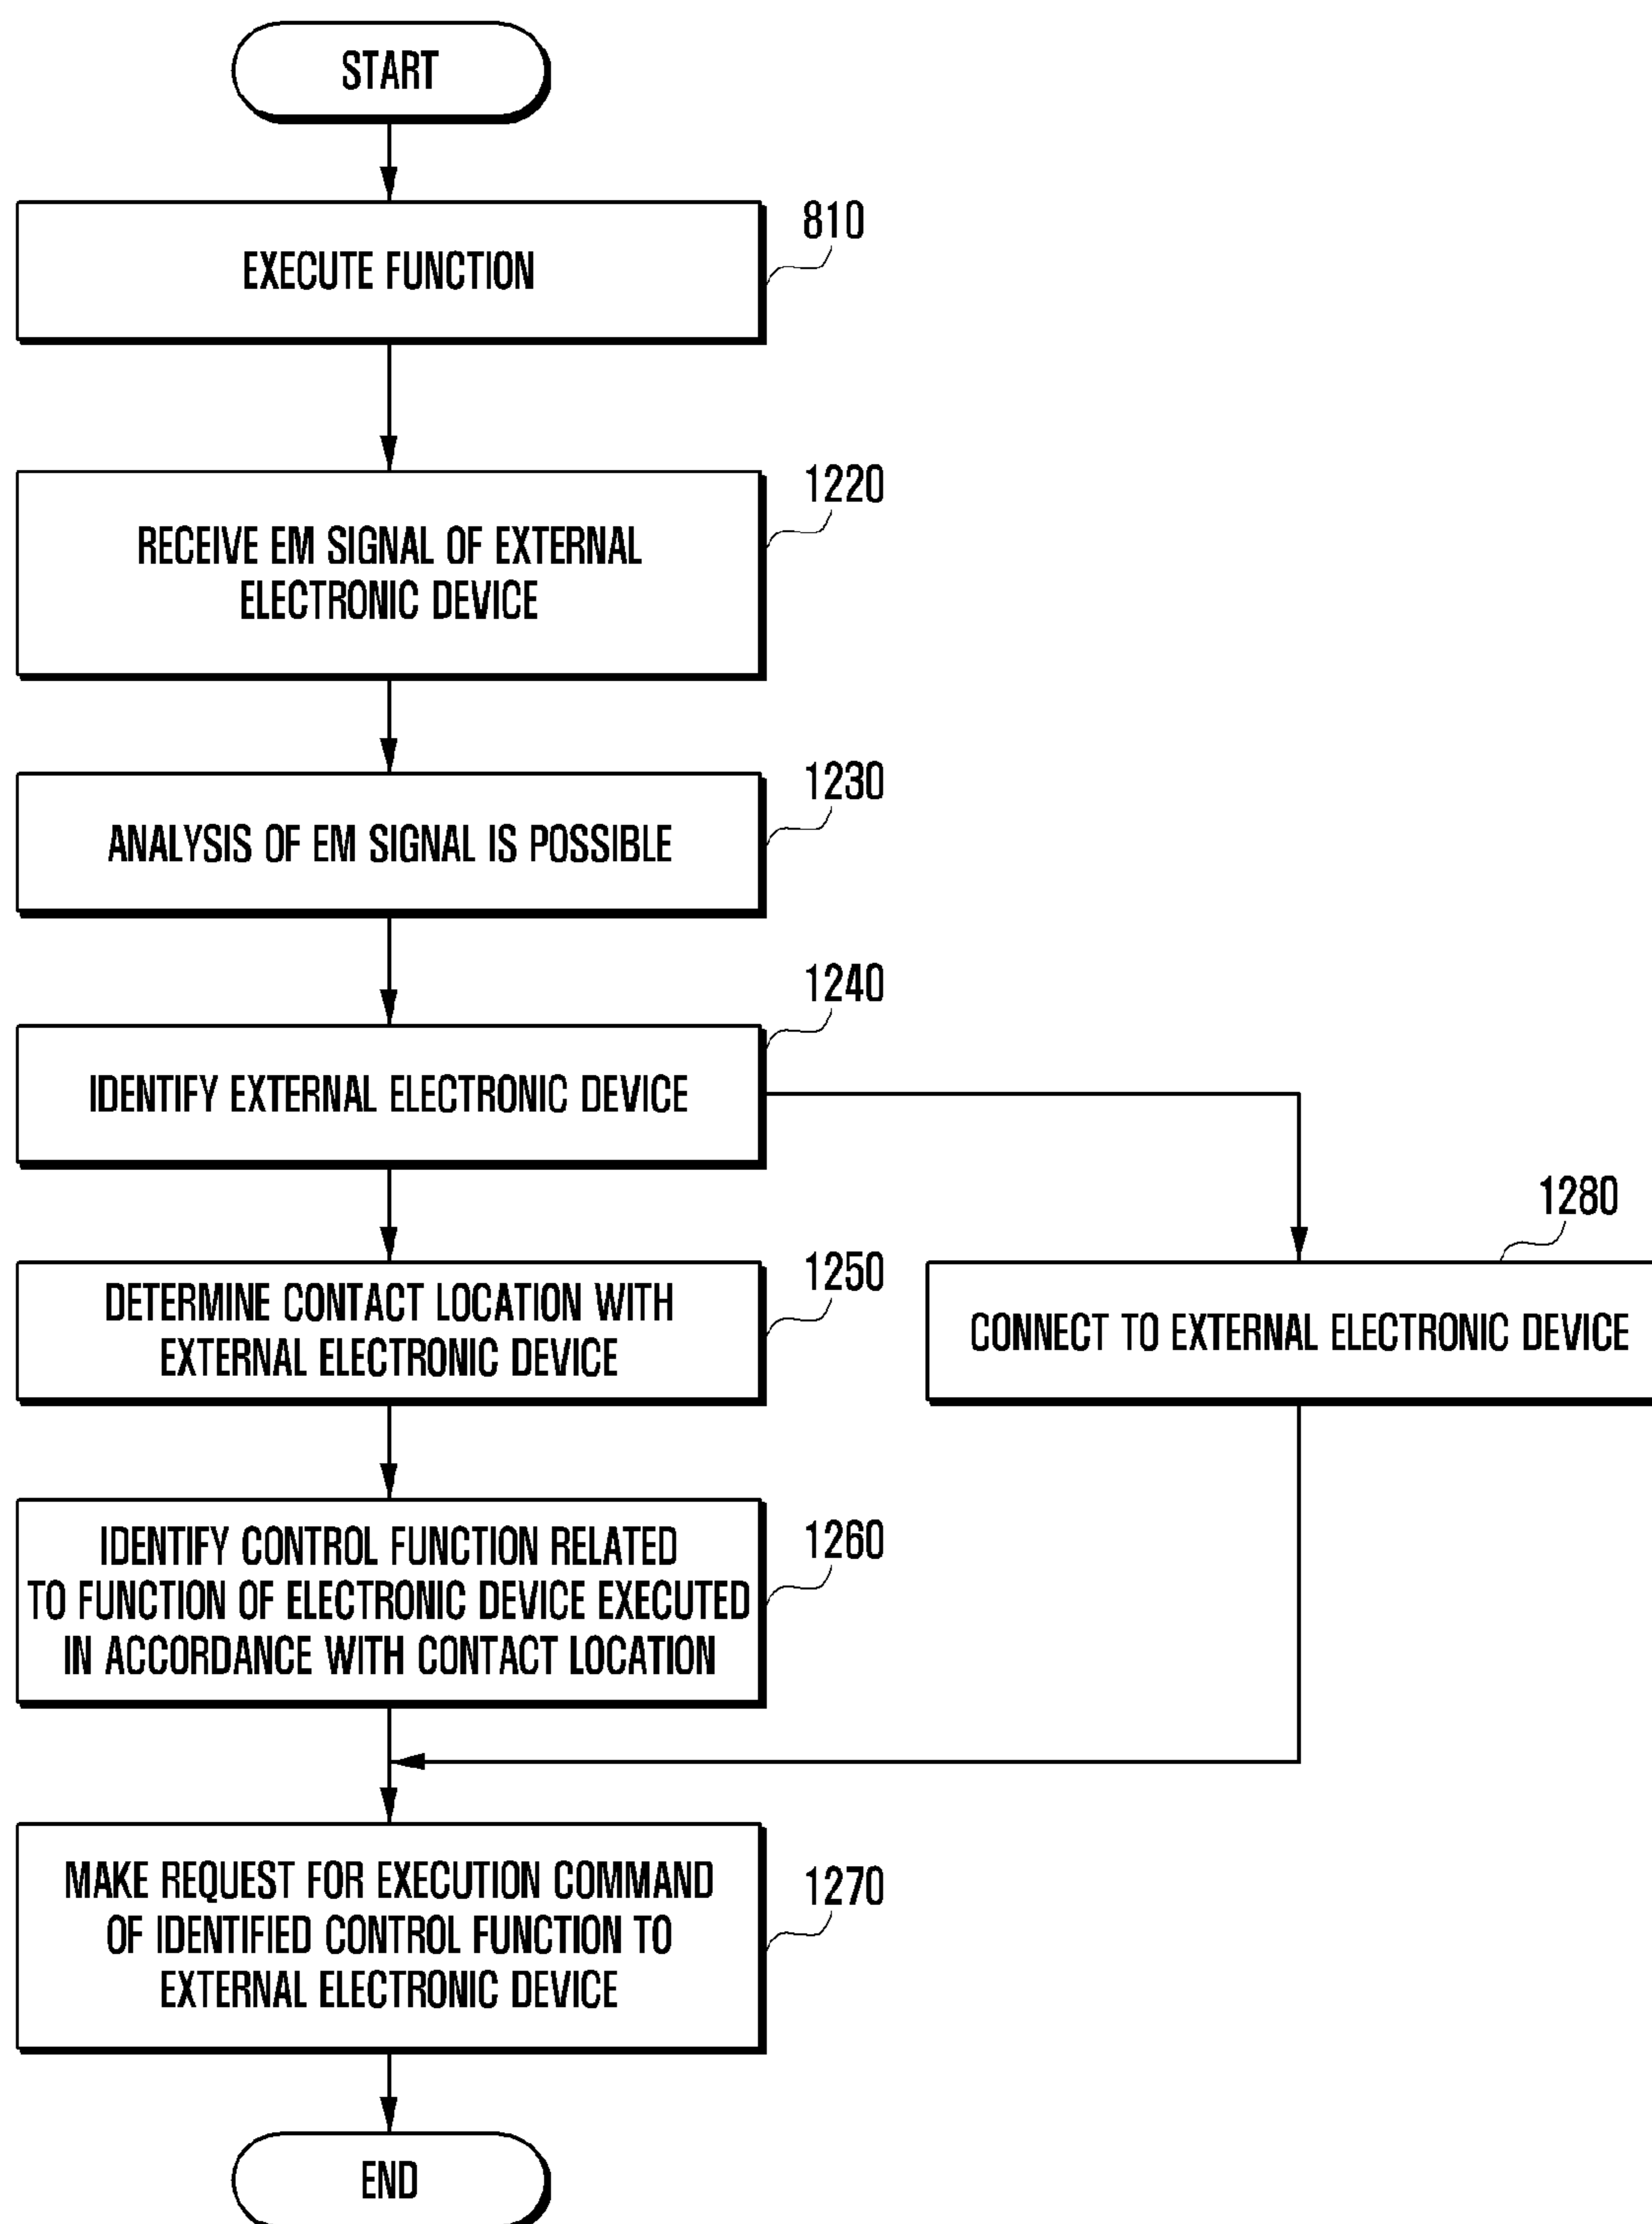 START
EXECUTE FUNCTION
810
RECEIVE EM SIGNAL OF EXTERNAL
ELECTRONIC DEVICE
1220
ANALYSIS OF EM SIGNAL IS POSSIBLE
1230
IDENTIFY EXTERNAL ELECTRONIC DEVICE
1240
DETERMINE CONTACT LOCATION WITH
EXTERNAL ELECTRONIC DEVICE
1250
CONNECT TO EXTERNAL ELECTRONIC DEVICE
1280
IDENTIFY CONTROL FUNCTION RELATED
TO FUNCTION OF ELECTRONIC DEVICE EXECUTED
IN ACCORDANCE WITH CONTACT LOCATION
1260
MAKE REQUEST FOR EXECUTION COMMAND
OF IDENTIFIED CONTROL FUNCTION TO
EXTERNAL ELECTRONIC DEVICE
1270
END